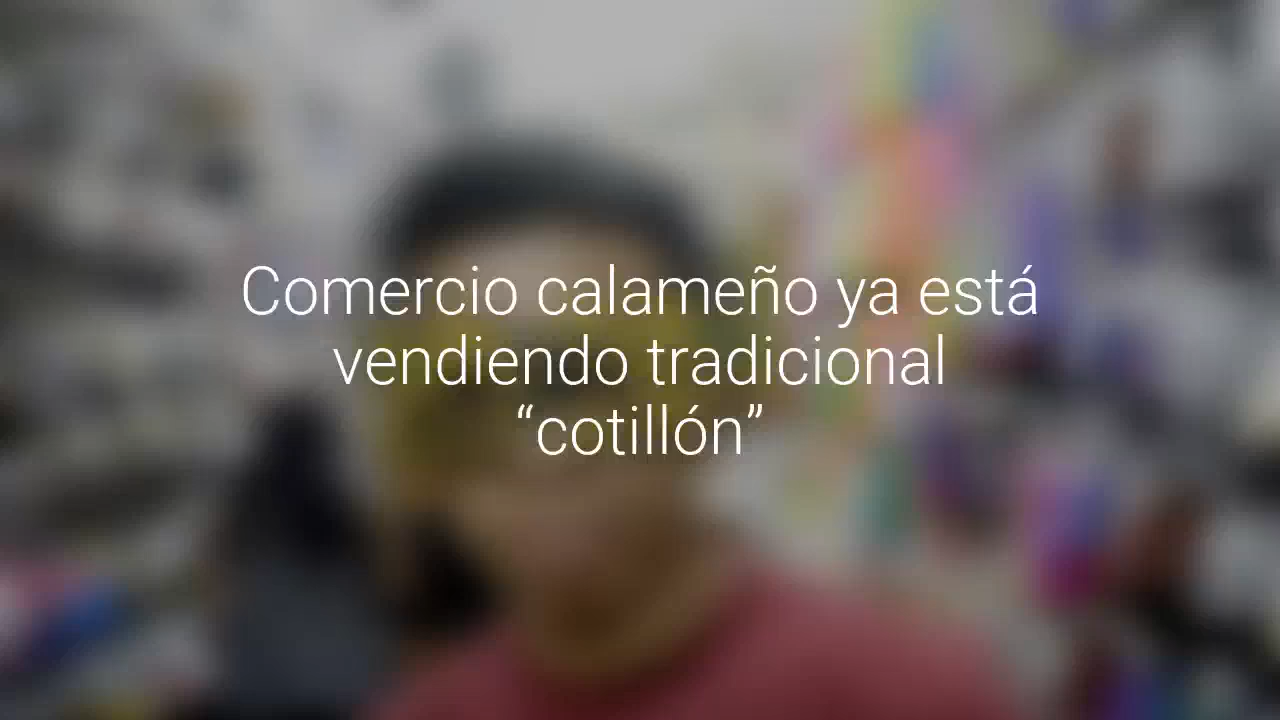 Comercio calameño ya está
vendiendo tradicional
“cotillón”